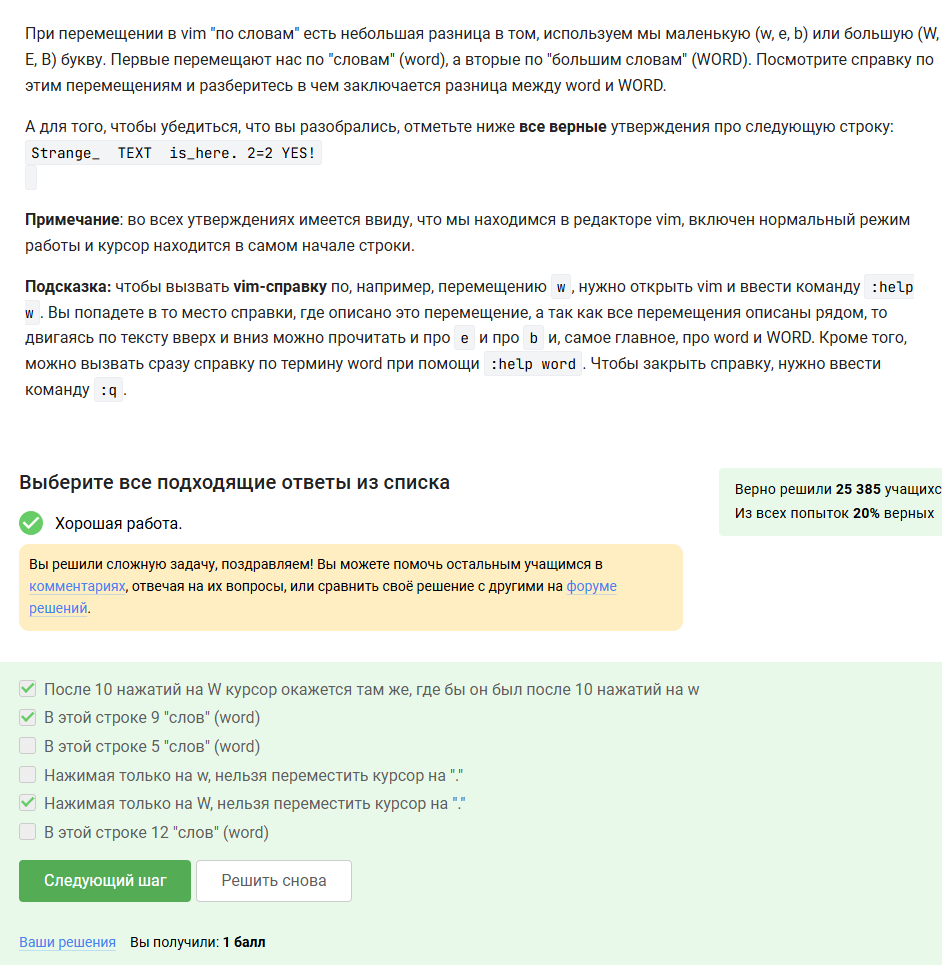 При перемещении в vim "по словам" есть небольшая разница в том, используем мы маленькую (w, e, b) или большую (W,
E, B) букву. Первые перемещают нас по "словам" (word), а вторые по "большим словам" (WORD). Посмотрите справку по
этим перемещениям и разберитесь в чем заключается разница между word и WORD.
А для того, чтобы убедиться, что вы разобрались, отметьте ниже все верные утверждения про следующую строку:
Strange_  TEXT  is_here. 2=2 YES!
Примечание: во всех утверждениях имеется ввиду, что мы находимся в редакторе vim, включен нормальный режим
работы и курсор находится в самом начале строки.
Подсказка: чтобы вызвать vim-справку по, например, перемещению w, нужно открыть vim и ввести команду :help
w. Вы попадете в то место справки, где описано это перемещение, а так как все перемещения описаны рядом, то
двигаясь по тексту вверх и вниз можно прочитать и про e и про b и, самое главное, про word и WORD. Кроме того,
можно вызвать сразу справку по термину word при помощи :help word. Чтобы закрыть справку, нужно ввести
команду :q.
Выберите все подходящие ответы из списка
Верно решили 25 385 учащихс
Из всех попыток 20% верных
Хорошая работа.
Вы решили сложную задачу, поздравляем! Вы можете помочь остальным учащимся в
комментариях, отвечая на их вопросы, или сравнить своё решение с другими на форуме
решений.
После 10 нажатий на W курсор окажется там же, где бы он был после 10 нажатий на w
В этой строке 9 "слов" (word)
В этой строке 5 "слов" (word)
Нажимая только на w, нельзя переместить курсор на "."
Нажимая только на W, нельзя переместить курсор на "."
В этой строке 12 "слов" (word)
Следующий шаг
Решить снова
Ваши решения Вы получили: 1 балл